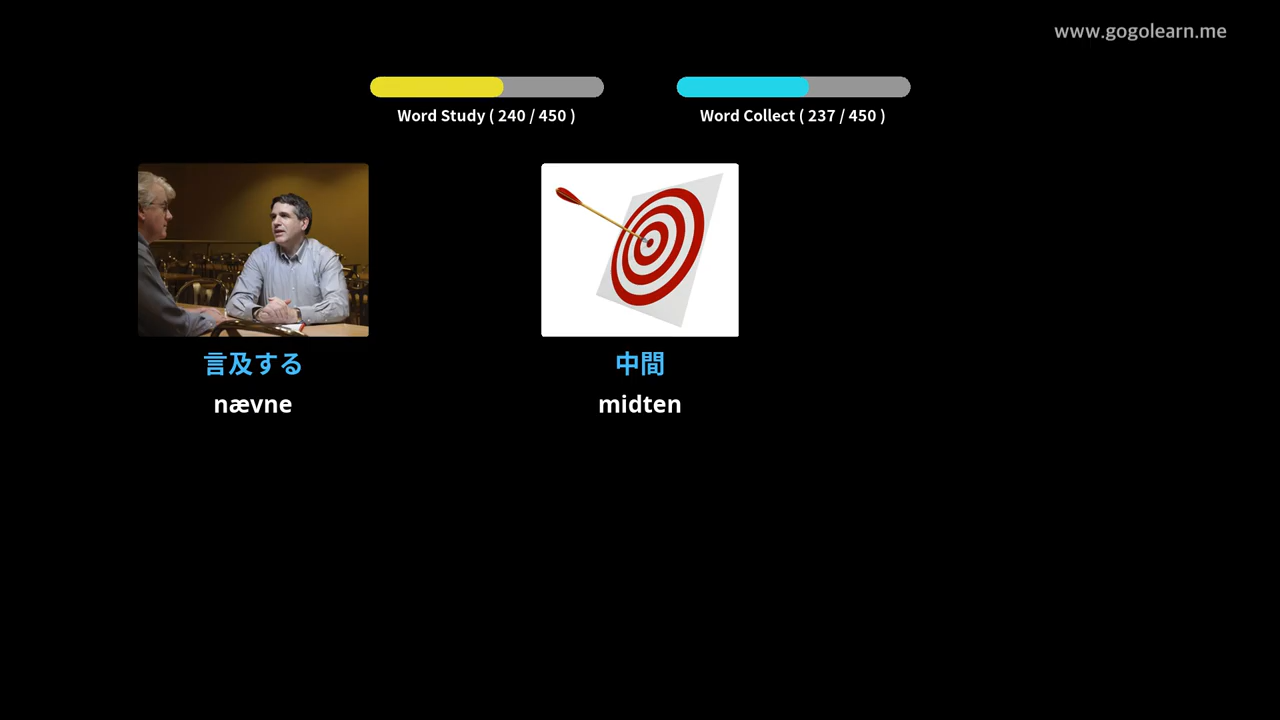 www.gogolearn.me
Word Study ( 240 / 450 )
Word Collect ( 237 / 450 )
言及する
nævne
中間
midten